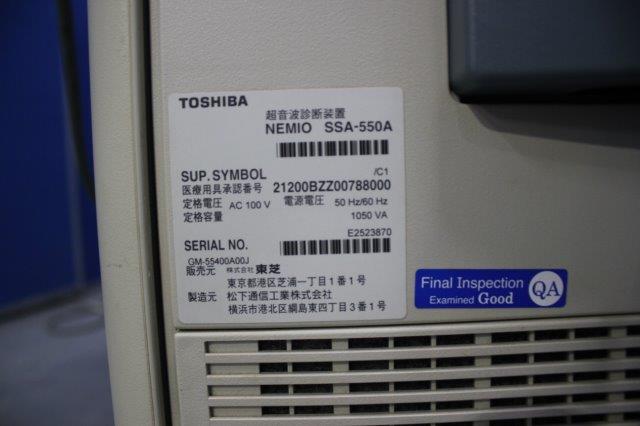 TOSHIBA
超音波診断装置
NEMIO SSA-550A
SUP. SYMBOL /C1
医療用具承認番号 21200BZZ00788000
定格電圧 AC 100 V 電源電圧 50 Hz/60 Hz
定格容量 1050 VA
E2523870
SERIAL NO.
GM-55400A00J
販売元 株式会社 東芝
東京都港区芝浦一丁目1番1号
製造元 松下通信工業株式会社
横浜市港北区綱島東四丁目3番1号
Final Inspection
Examined Good
QA